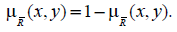 μ_R̅(x, y) = 1 − μ_R̅(x, y).